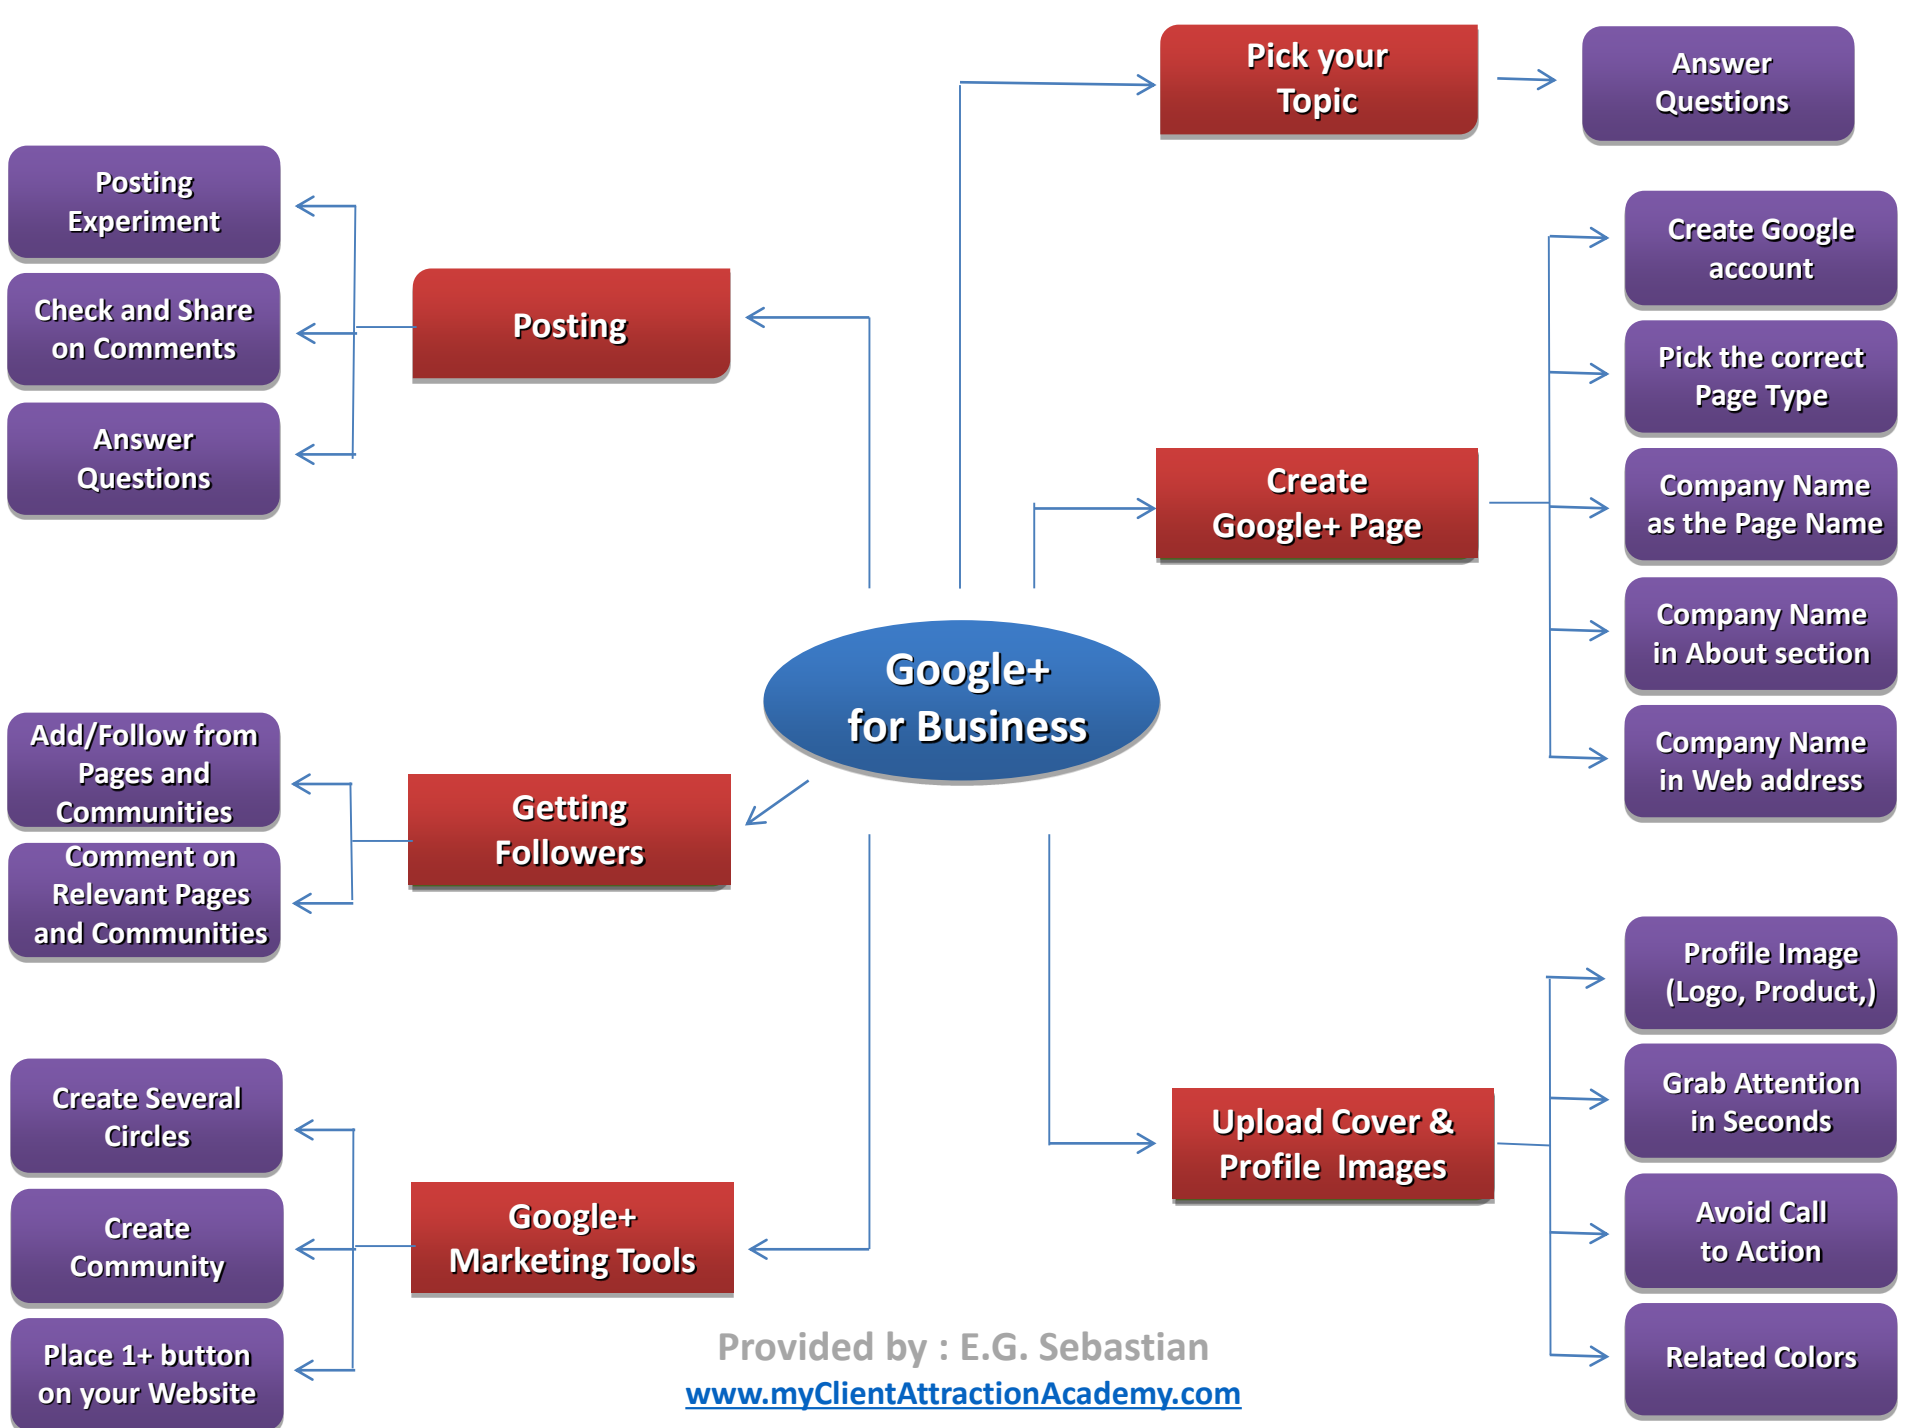 Pick your
Topic
Answer
Questions
Posting
Experiment
Check and Share
on Comments
Answer
Questions
Posting
Create Google
account
Pick the correct
Page Type
Company Name
as the Page Name
Company Name
in About section
Company Name
in Web address
Create
Google+ Page
Google+
for Business
Add/Follow from
Pages and
Communities
Comment on
Relevant Pages
and Communities
Getting
Followers
Profile Image
(Logo, Product,)
Grab Attention
in Seconds
Avoid Call
to Action
Related Colors
Upload Cover &
Profile  Images
Create Several
Circles
Create
Community
Place 1+ button
on your Website
Google+
Marketing Tools
Provided by : E.G. Sebastian
www.myClientAttractionAcademy.com